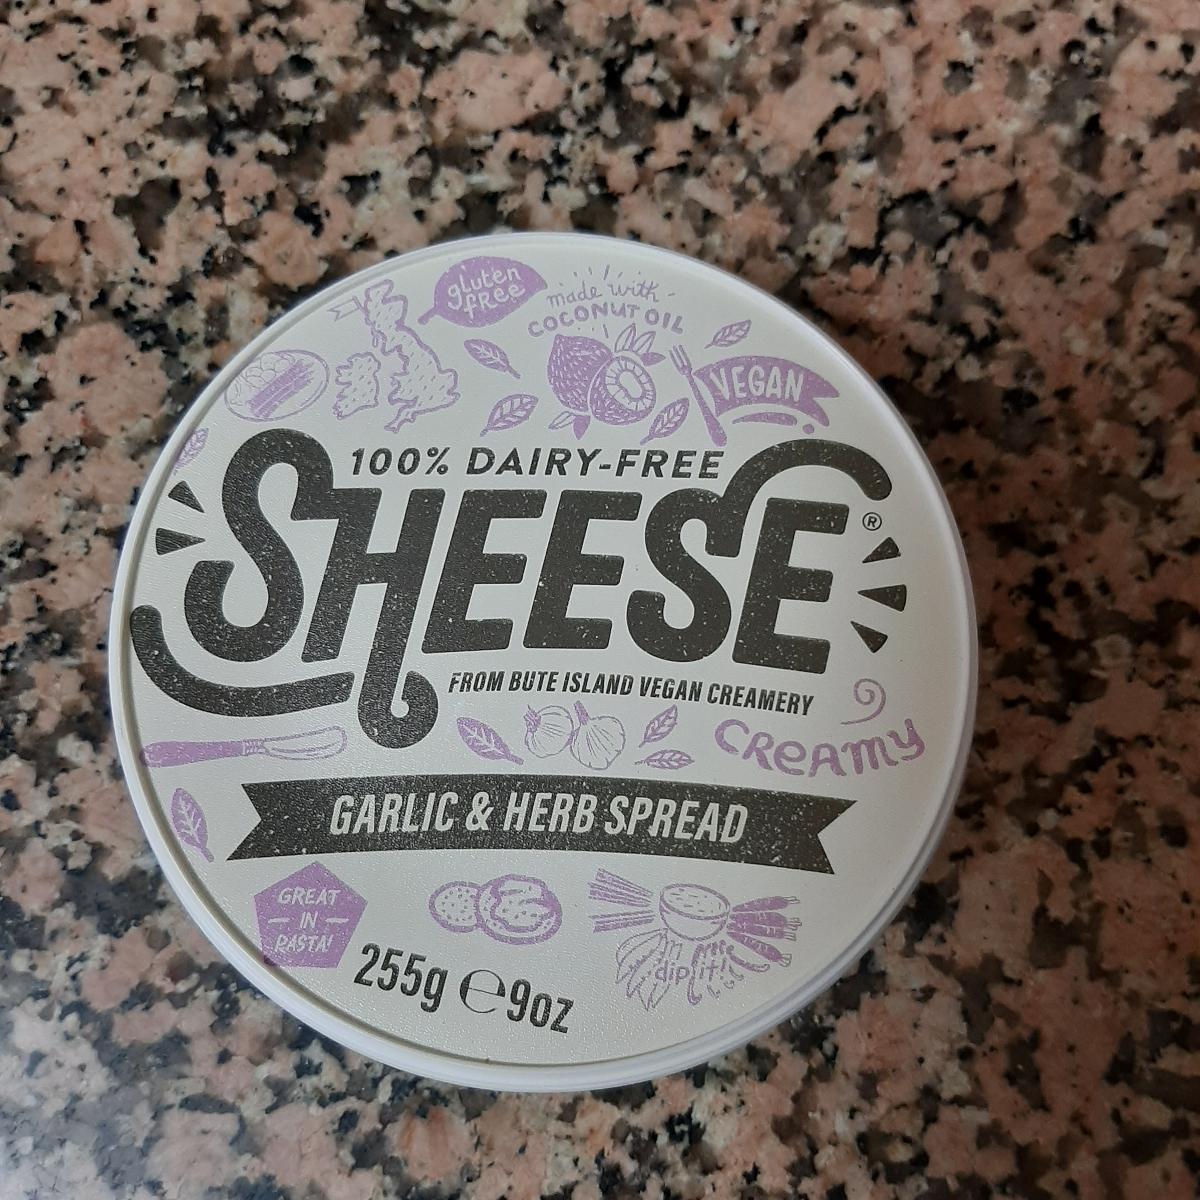 gluten
free
made with
COCONUT OIL
VEGAN
100% DAIRY-FREE
SHEESE®
FROM BUTE ISLAND VEGAN CREAMERY
CREAMY
GARLIC & HERB SPREAD
GREAT
IN
PASTA!
dip it!
255g ℮ 9oz